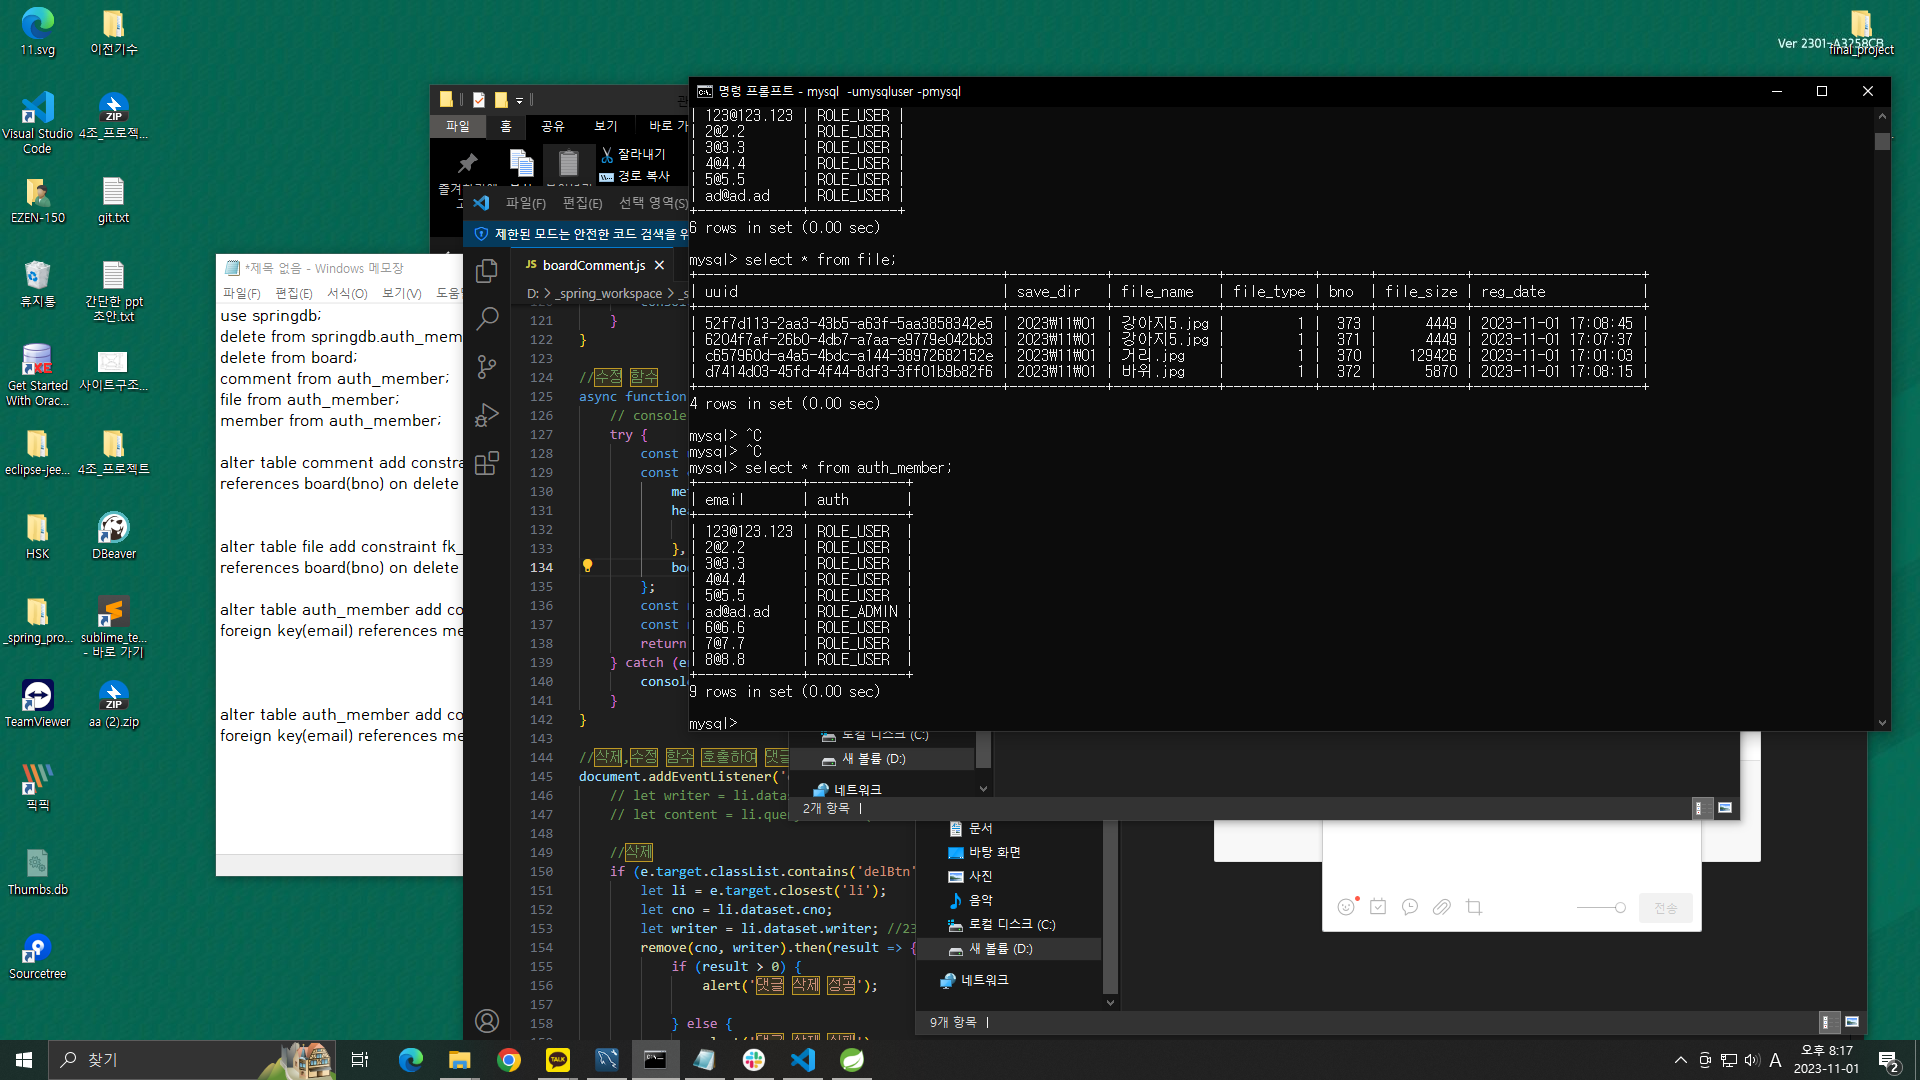 11.svg
이전기수
Visual Studio Code
4조_프로젝...
EZEN-150
git.txt
휴지통
간단한 ppt 초안.txt
Get Started With Orac...
사이트구조...
eclipse-jee...
4조_프로젝트
HSK
DBeaver
_spring_pro...
sublime_te... - 바로 가기
TeamViewer
aa (2).zip
픽픽
Thumbs.db
Sourcetree
Ver 2301-A3258CB
final_project
*제목 없음 - Windows 메모장
파일(F) 편집(E) 서식(O) 보기(V)
use springdb;
delete from springdb.auth_mem
delete from board;
comment from auth_member;
file from auth_member;
member from auth_member;
alter table comment add constra
references board(bno) on delete
alter table file add constraint fk_
references board(bno) on delete
alter table auth_member add co
foreign key(email) references me
alter table auth_member add co
foreign key(email) references me
파일 홈 공유 보기
잘라내기
경로 복사
파일(F) 편집(E) 선택 영역(S)
제한된 모드는 안전한 코드 검색을 위
JS boardComment.js
D: > _spring_workspace > _s
121 }
122 }
123
124 //수정 함수
125 async function
126 // console
127 try {
128 const
129 const
130 me
131 he
132
133 },
134 bo
135 };
136 const
137 const
138 return
139 } catch (e
140 consol
141 }
142 }
143
144 //삭제,수정 함수 호출하여 댓글
145 document.addEventListener('
146 // let writer = li.datas
147 // let content = li.que
148
149 //삭제
150 if (e.target.classList.contains('delBtn'
151 let li = e.target.closest('li');
152 let cno = li.dataset.cno;
153 let writer = li.dataset.writer; //23
154 remove(cno, writer).then(result => {
155 if (result > 0) {
156 alert('댓글 삭제 성공');
157
158 } else {
명령 프롬프트 - mysql -umysqluser -pmysql
| 123@123.123 | ROLE_USER |
| 2@2.2 | ROLE_USER |
| 3@3.3 | ROLE_USER |
| 4@4.4 | ROLE_USER |
| 5@5.5 | ROLE_USER |
| ad@ad.ad | ROLE_USER |
6 rows in set (0.00 sec)
mysql> select * from file;
| uuid | save_dir | file_name | file_type | bno | file_size | reg_date |
| 52f7d113-2aa3-43b5-a63f-5aa3858342e5 | 2023₩11₩01 | 강아지5.jpg | 1 | 373 | 4449 | 2023-11-01 17:08:45 |
| 6204f7af-26b0-4db7-a7aa-e9779e042bb3 | 2023₩11₩01 | 강아지5.jpg | 1 | 371 | 4449 | 2023-11-01 17:07:37 |
| c657960d-a4a5-4bdc-a144-38972682152e | 2023₩11₩01 | 거리.jpg | 1 | 370 | 129426 | 2023-11-01 17:01:03 |
| d7414d03-45fd-4f44-8df3-3ff01b9b82f6 | 2023₩11₩01 | 바위.jpg | 1 | 372 | 5870 | 2023-11-01 17:08:15 |
4 rows in set (0.00 sec)
mysql> ^C
mysql> ^C
mysql> select * from auth_member;
| email | auth |
| 123@123.123 | ROLE_USER |
| 2@2.2 | ROLE_USER |
| 3@3.3 | ROLE_USER |
| 4@4.4 | ROLE_USER |
| 5@5.5 | ROLE_USER |
| ad@ad.ad | ROLE_ADMIN |
| 6@6.6 | ROLE_USER |
| 7@7.7 | ROLE_USER |
| 8@8.8 | ROLE_USER |
9 rows in set (0.00 sec)
mysql>
로컬 디스크 (C:)
새 볼륨 (D:)
네트워크
2개 항목
문서
바탕 화면
사진
음악
로컬 디스크 (C:)
새 볼륨 (D:)
네트워크
9개 항목
전송
찾기
TALK
A
오후 8:17
2023-11-01
2